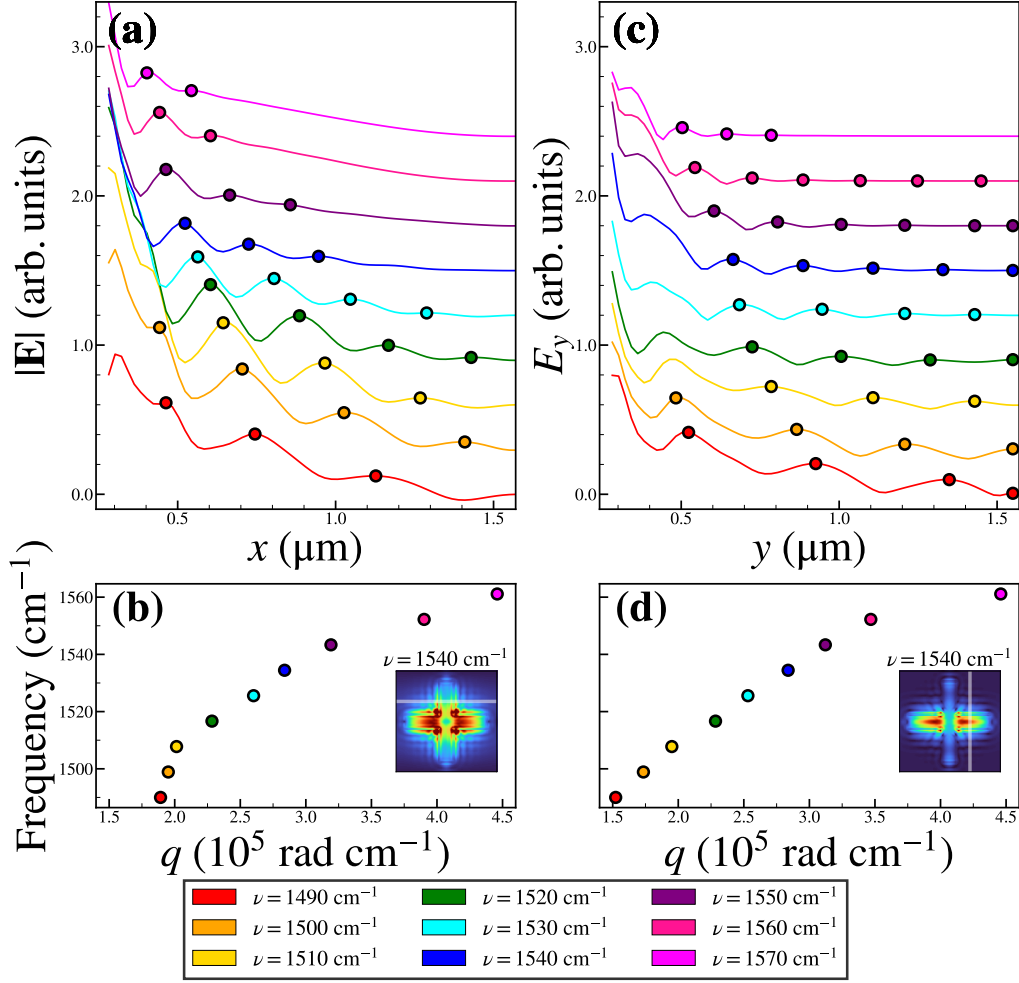 (a)
(c)
3.0
2.0
1.0
0.0
|E| (arb. units)
0.5
1.0
1.5
x (μm)
3.0
2.0
1.0
0.0
E_y (arb. units)
0.5
1.0
1.5
y (μm)
(b)
(d)
1560
1540
1520
1500
Frequency (cm⁻¹)
ν = 1540 cm⁻¹
1.5
2.0
2.5
3.0
3.5
4.0
4.5
q (10⁵ rad cm⁻¹)
ν = 1540 cm⁻¹
1.5
2.0
2.5
3.0
3.5
4.0
4.5
q (10⁵ rad cm⁻¹)
ν = 1490 cm⁻¹
ν = 1520 cm⁻¹
ν = 1550 cm⁻¹
ν = 1500 cm⁻¹
ν = 1530 cm⁻¹
ν = 1560 cm⁻¹
ν = 1510 cm⁻¹
ν = 1540 cm⁻¹
ν = 1570 cm⁻¹